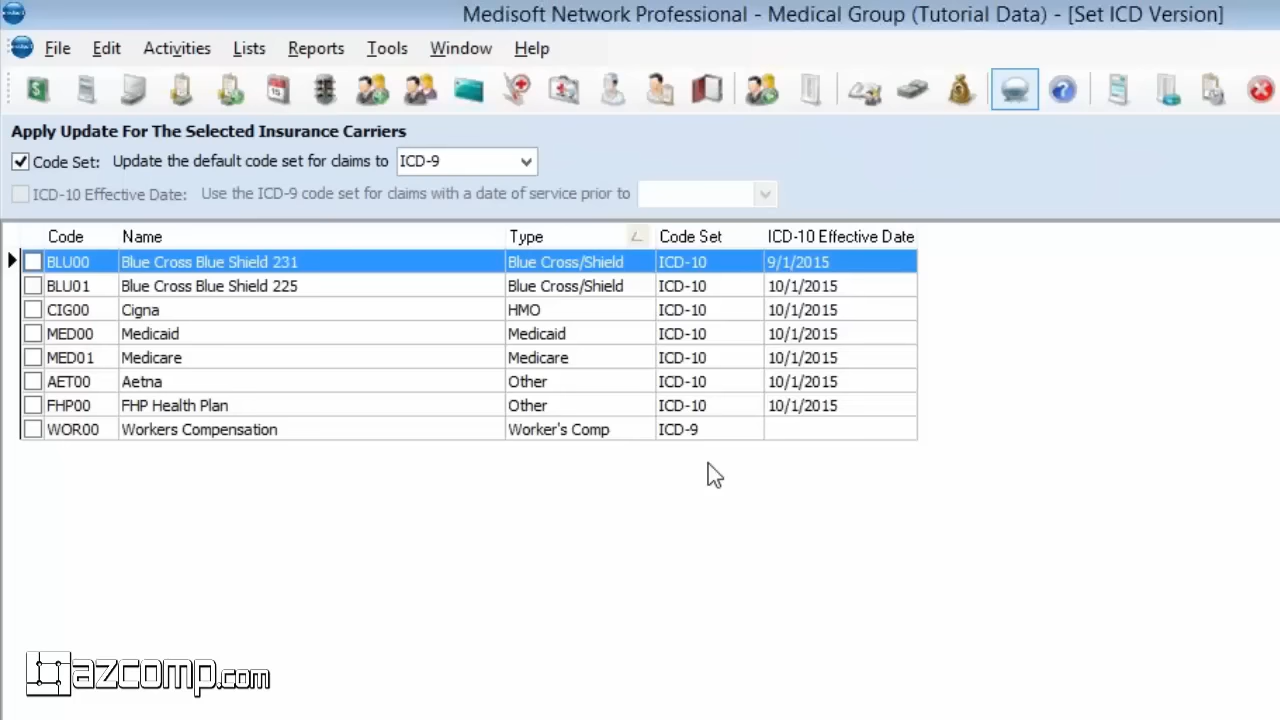 Medisoft Network Professional - Medical Group (Tutorial Data) - [Set ICD Version]
File Edit Activities Lists Reports Tools Window Help
Apply Update For The Selected Insurance Carriers
Code Set: Update the default code set for claims to ICD-9
ICD-10 Effective Date: Use the ICD-9 code set for claims with a date of service prior to
Code Name Type Code Set ICD-10 Effective Date
BLU00 Blue Cross Blue Shield 231 Blue Cross/Shield ICD-10 9/1/2015
BLU01 Blue Cross Blue Shield 225 Blue Cross/Shield ICD-10 10/1/2015
CIG00 Cigna HMO ICD-10 10/1/2015
MED00 Medicaid Medicaid ICD-10 10/1/2015
MED01 Medicare Medicare ICD-10 10/1/2015
AET00 Aetna Other ICD-10 10/1/2015
FHP00 FHP Health Plan Other ICD-10 10/1/2015
WOR00 Workers Compensation Worker's Comp ICD-9
azcomp.com